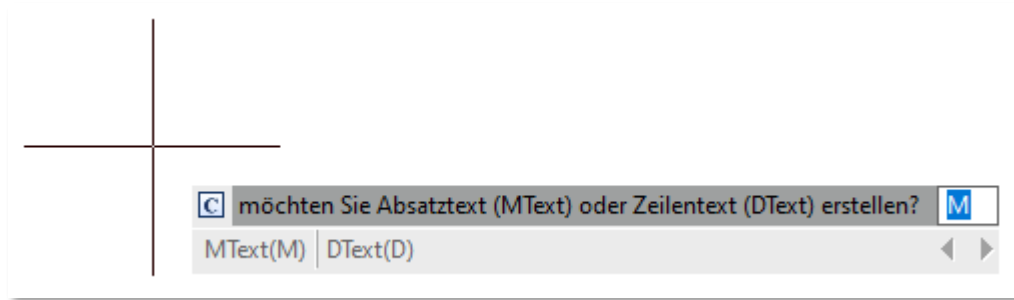 C möchten Sie Absatztext (MText) oder Zeilentext (DText) erstellen? M
MText(M) DText(D)